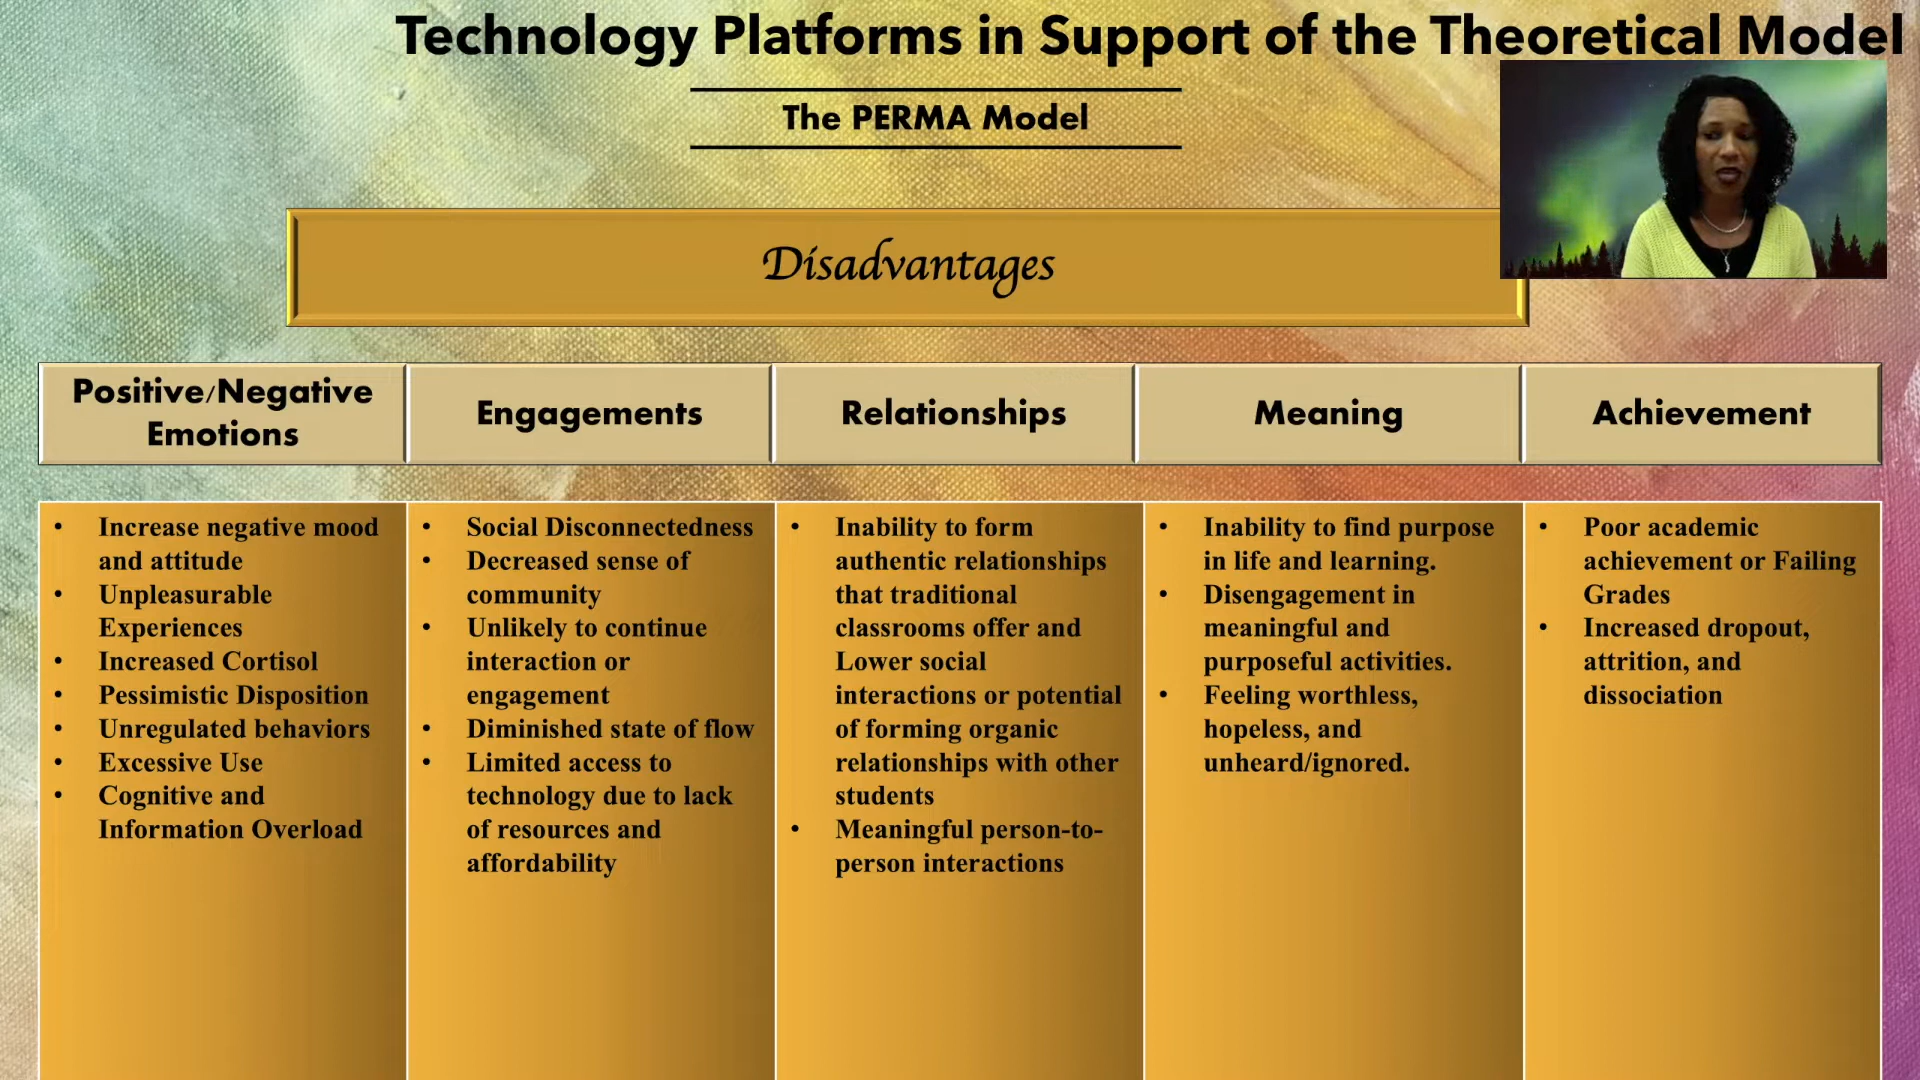 Technology Platforms in Support of the Theoretical Model
The PERMA Model
Disadvantages
Positive/Negative
Emotions
Engagements
Relationships
Meaning
Achievement
• Increase negative mood
and attitude
• Unpleasurable
Experiences
• Increased Cortisol
• Pessimistic Disposition
• Unregulated behaviors
• Excessive Use
• Cognitive and
Information Overload
• Social Disconnectedness
• Decreased sense of
community
• Unlikely to continue
interaction or
engagement
• Diminished state of flow
• Limited access to
technology due to lack
of resources and
affordability
• Inability to form
authentic relationships
that traditional
classrooms offer and
Lower social
interactions or potential
of forming organic
relationships with other
students
• Meaningful person-to-
person interactions
• Inability to find purpose
in life and learning.
• Disengagement in
meaningful and
purposeful activities.
• Feeling worthless,
hopeless, and
unheard/ignored.
• Poor academic
achievement or Failing
Grades
• Increased dropout,
attrition, and
dissociation